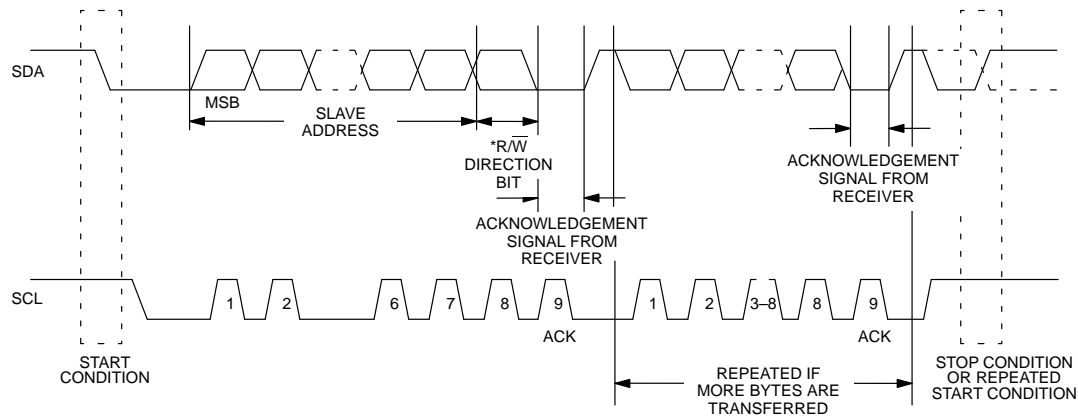 SDA
MSB
SLAVE
ADDRESS
*R/W̅
DIRECTION
BIT
ACKNOWLEDGEMENT
SIGNAL FROM
RECEIVER
ACKNOWLEDGEMENT
SIGNAL FROM
RECEIVER
SCL
1 2 6 7 8 9 1 2 3–8 8 9
ACK ACK
START
CONDITION
REPEATED IF
MORE BYTES ARE
TRANSFERRED
STOP CONDITION
OR REPEATED
START CONDITION